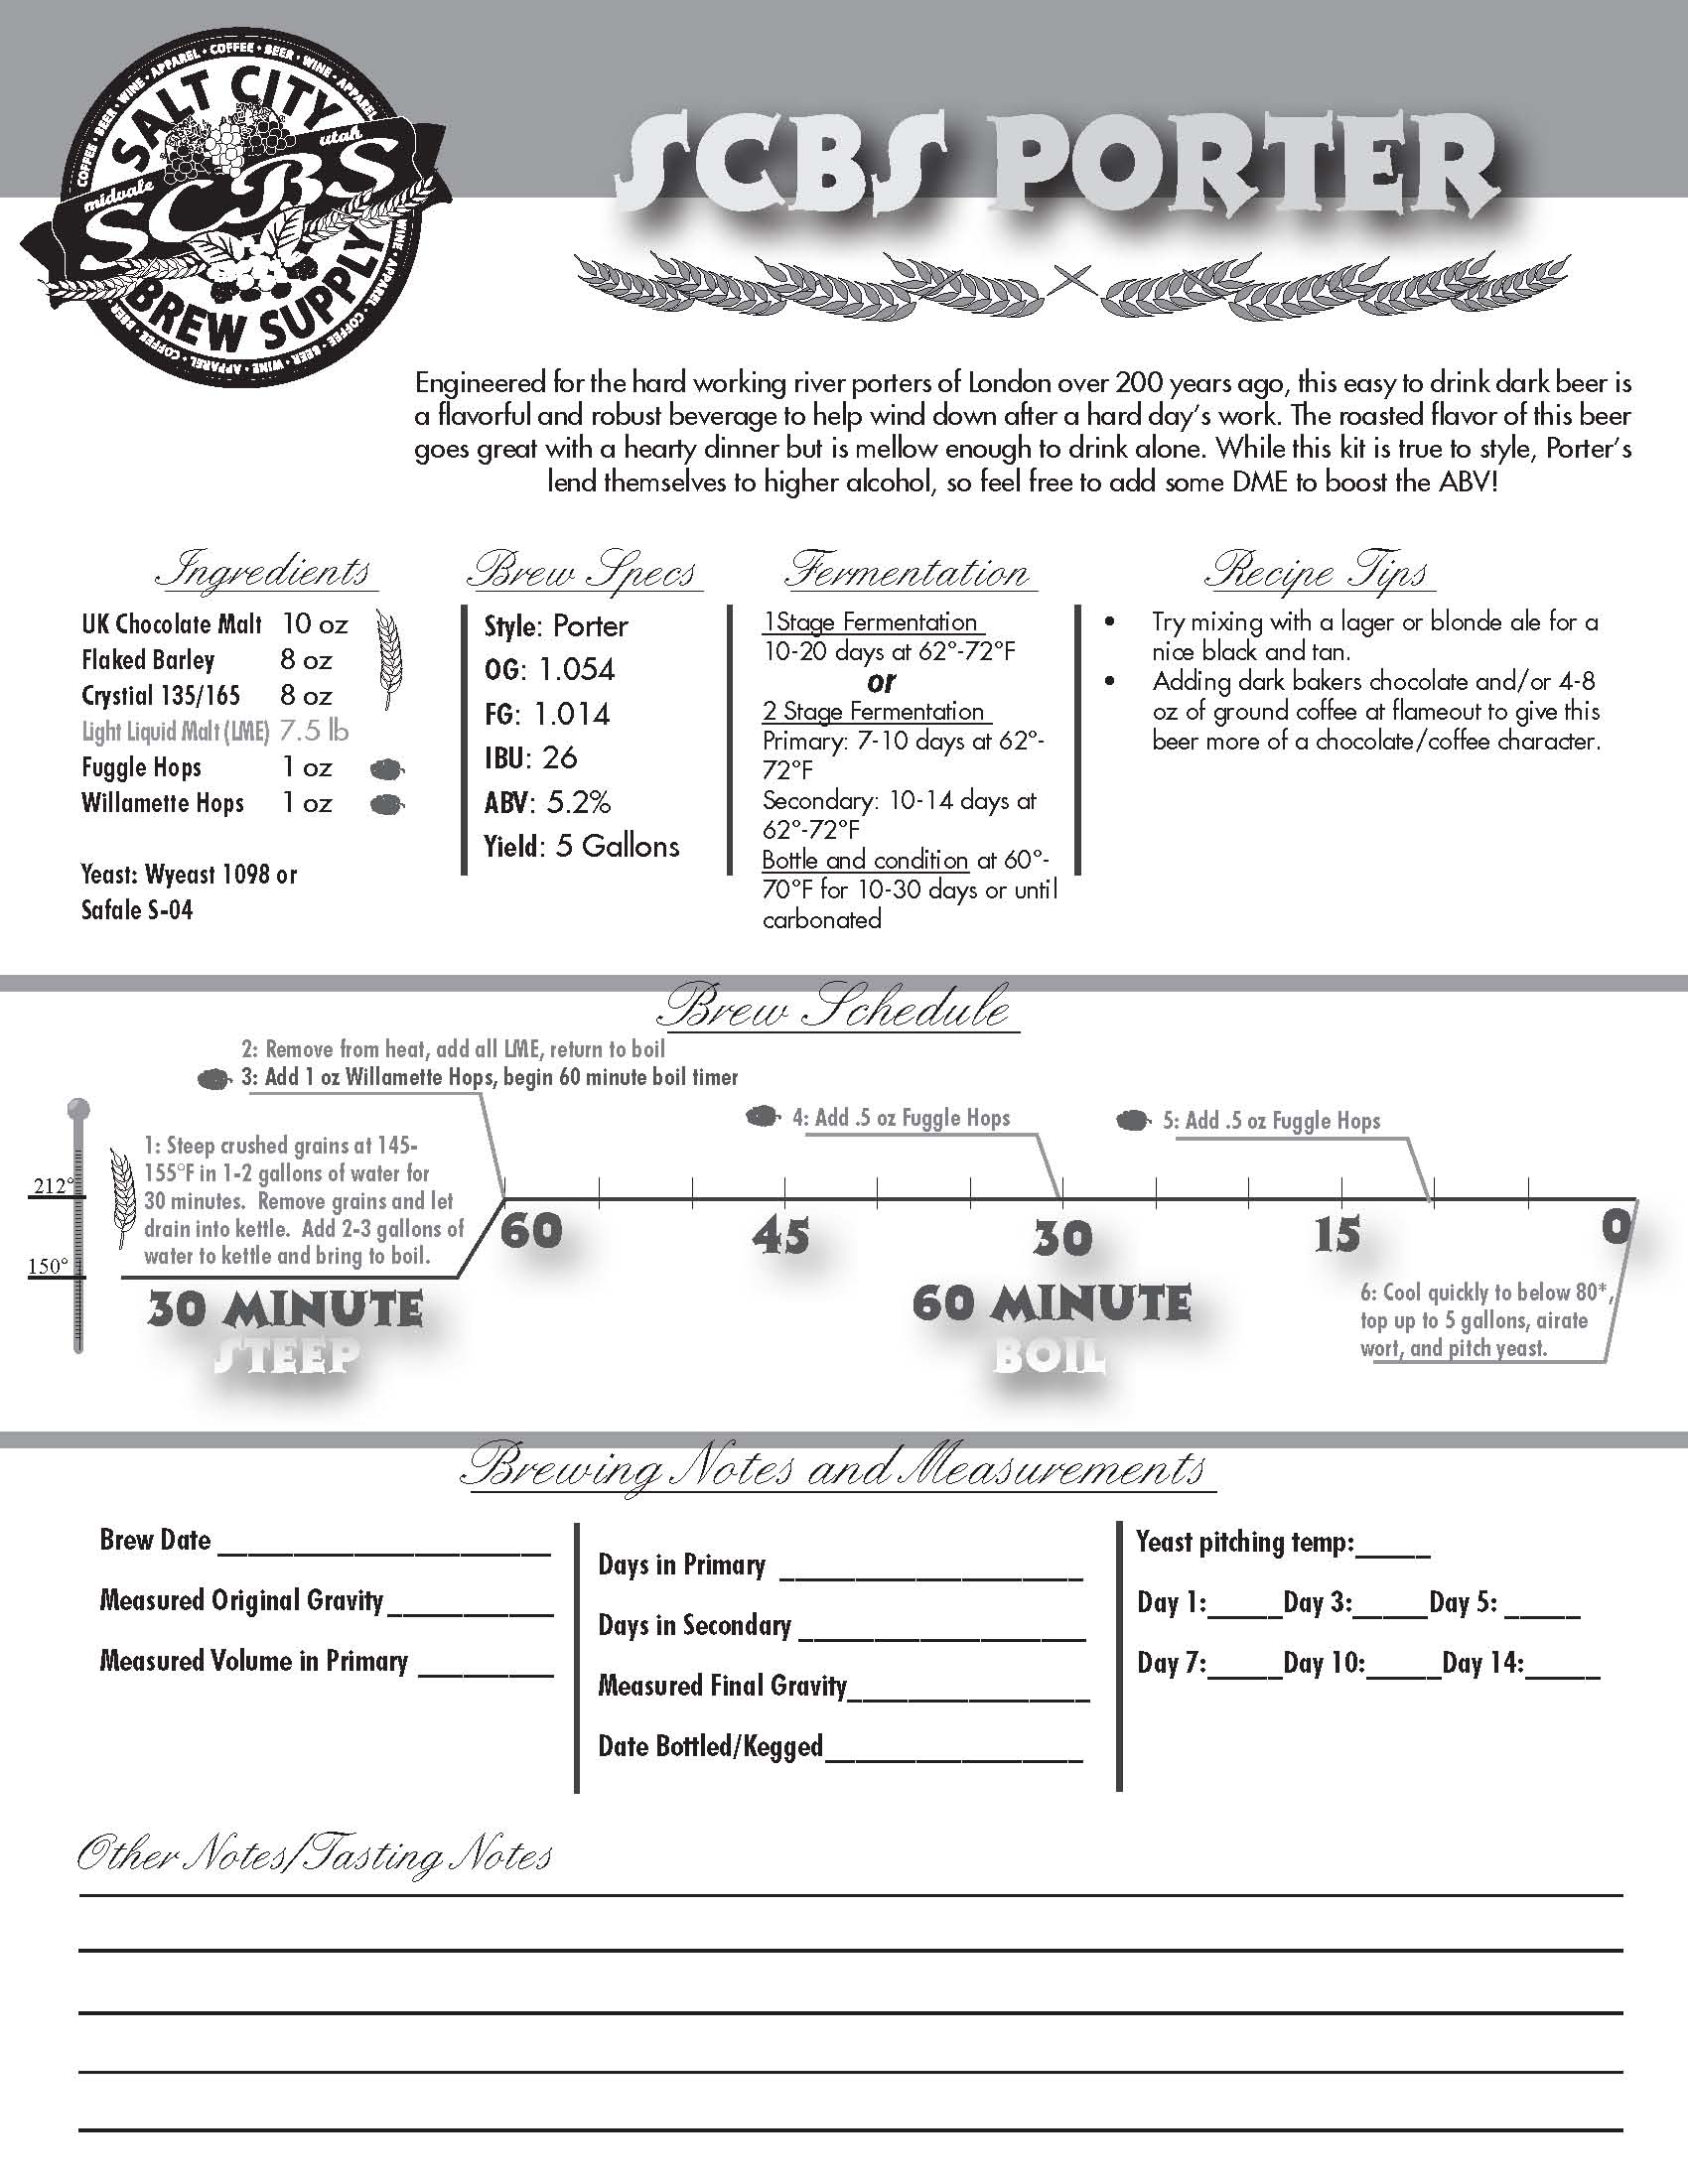 COFFEE • BEER • WINE • APPAREL • COFFEE • BEER • WINE • APPAREL
SALT CITY
utah
midvale
SCBS
BREW SUPPLY
SCBS PORTER
Engineered for the hard working river porters of London over 200 years ago, this easy to drink dark beer is
a flavorful and robust beverage to help wind down after a hard day's work. The roasted flavor of this beer
goes great with a hearty dinner but is mellow enough to drink alone. While this kit is true to style, Porter's
lend themselves to higher alcohol, so feel free to add some DME to boost the ABV!
Ingredients
UK Chocolate Malt 10 oz
Flaked Barley 8 oz
Crystial 135/165 8 oz
Light Liquid Malt (LME) 7.5 lb
Fuggle Hops 1 oz
Willamette Hops 1 oz
Yeast: Wyeast 1098 or
Safale S-04
Brew Specs
Style: Porter
OG: 1.054
FG: 1.014
IBU: 26
ABV: 5.2%
Yield: 5 Gallons
Fermentation
1Stage Fermentation
10-20 days at 62°-72°F
or
2 Stage Fermentation
Primary: 7-10 days at 62°-
72°F
Secondary: 10-14 days at
62°-72°F
Bottle and condition at 60°-
70°F for 10-30 days or until
carbonated
Recipe Tips
• Try mixing with a lager or blonde ale for a
nice black and tan.
• Adding dark bakers chocolate and/or 4-8
oz of ground coffee at flameout to give this
beer more of a chocolate/coffee character.
Brew Schedule
2: Remove from heat, add all LME, return to boil
3: Add 1 oz Willamette Hops, begin 60 minute boil timer
4: Add .5 oz Fuggle Hops
5: Add .5 oz Fuggle Hops
1: Steep crushed grains at 145-
155°F in 1-2 gallons of water for
30 minutes. Remove grains and let
drain into kettle. Add 2-3 gallons of
water to kettle and bring to boil.
212°
150°
60 45 30 15 0
30 MINUTE
STEEP
60 MINUTE
BOIL
6: Cool quickly to below 80*,
top up to 5 gallons, airate
wort, and pitch yeast.
Brewing Notes and Measurements
Brew Date ______________________
Measured Original Gravity___________
Measured Volume in Primary _________
Days in Primary ____________________
Days in Secondary ___________________
Measured Final Gravity________________
Date Bottled/Kegged_________________
Yeast pitching temp:_____
Day 1:_____Day 3:_____Day 5: _____
Day 7:_____Day 10:_____Day 14:_____
Other Notes/Tasting Notes